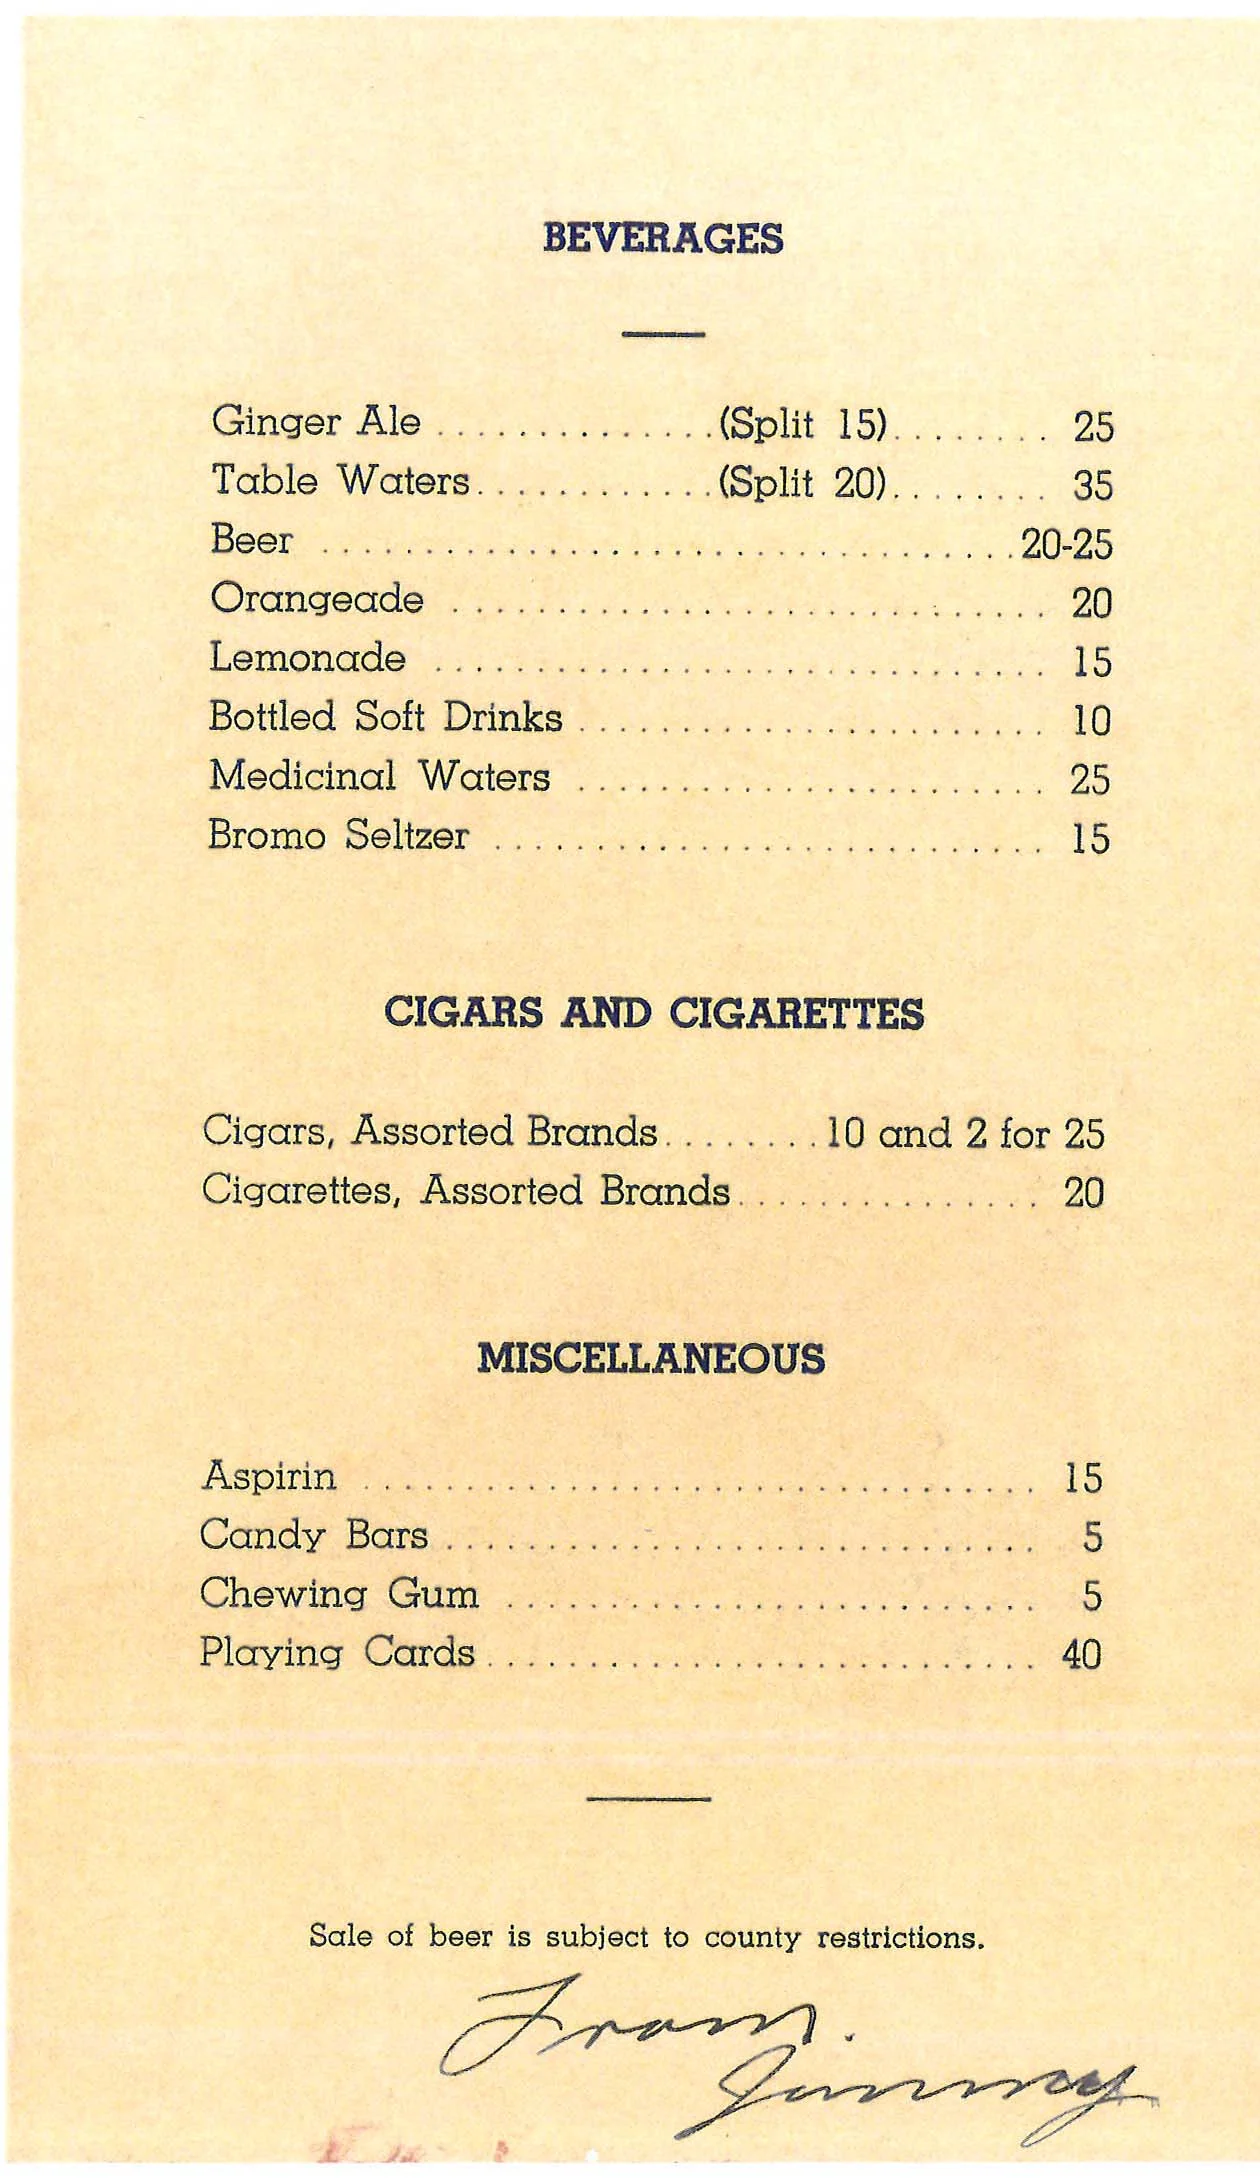 BEVERAGES
Ginger Ale ..............(Split 15)........ 25
Table Waters............(Split 20)........ 35
Beer ..................................20-25
Orangeade ............................. 20
Lemonade .............................. 15
Bottled Soft Drinks ....................... 10
Medicinal Waters ....................... 25
Bromo Seltzer ........................... 15
CIGARS AND CIGARETTES
Cigars, Assorted Brands........10 and 2 for 25
Cigarettes, Assorted Brands............... 20
MISCELLANEOUS
Aspirin ................................. 15
Candy Bars ............................. 5
Chewing Gum .......................... 5
Playing Cards........................... 40
Sale of beer is subject to county restrictions.
From.
Jimmy